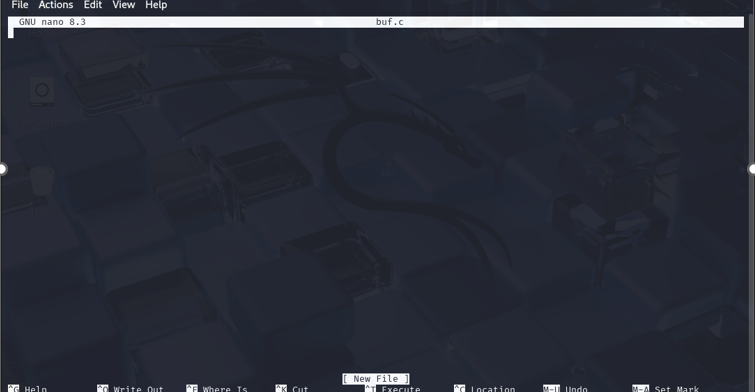 File Actions Edit View Help
GNU nano 8.3 buf.c
[ New File ]
^G Help ^O Write Out ^F Where Is ^K Cut ^T Execute ^C Location M-U Undo M-A Set Mark